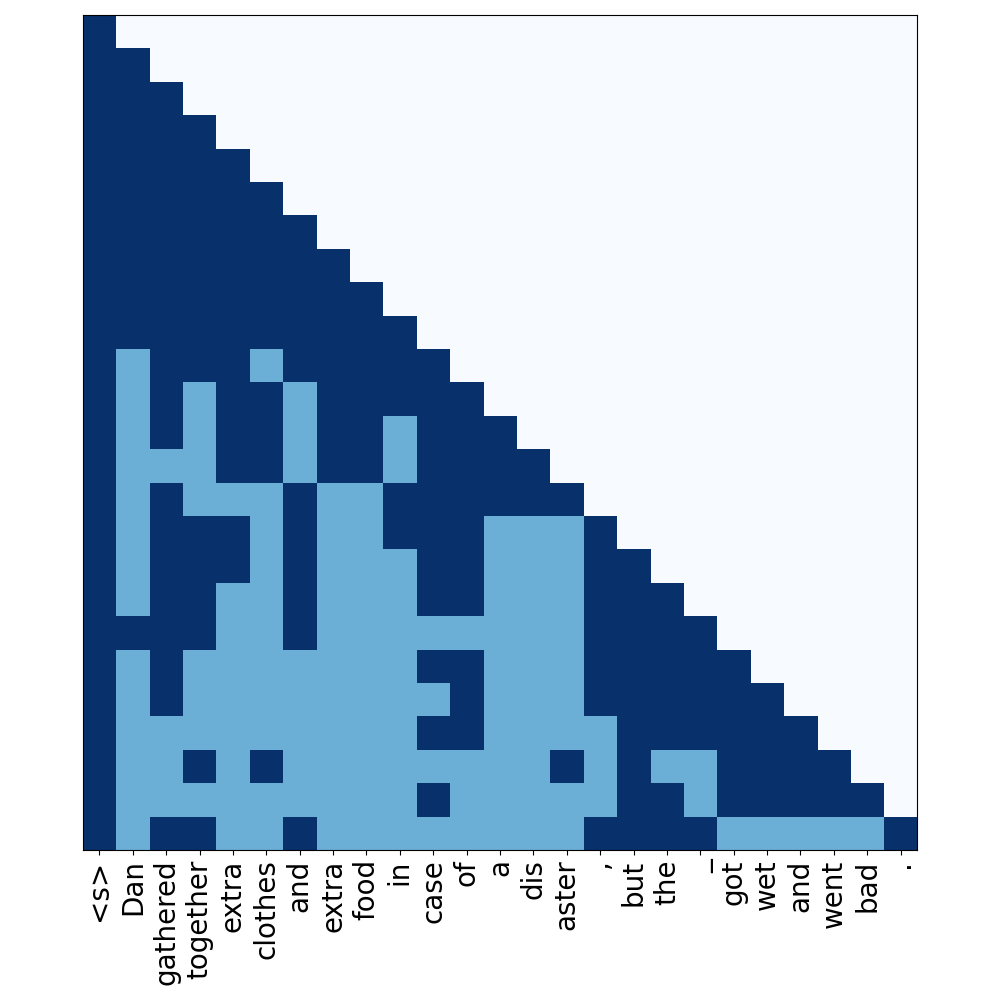 <s> Dan gathered together extra clothes and extra food in case of a dis aster , but the _ got wet and went bad .